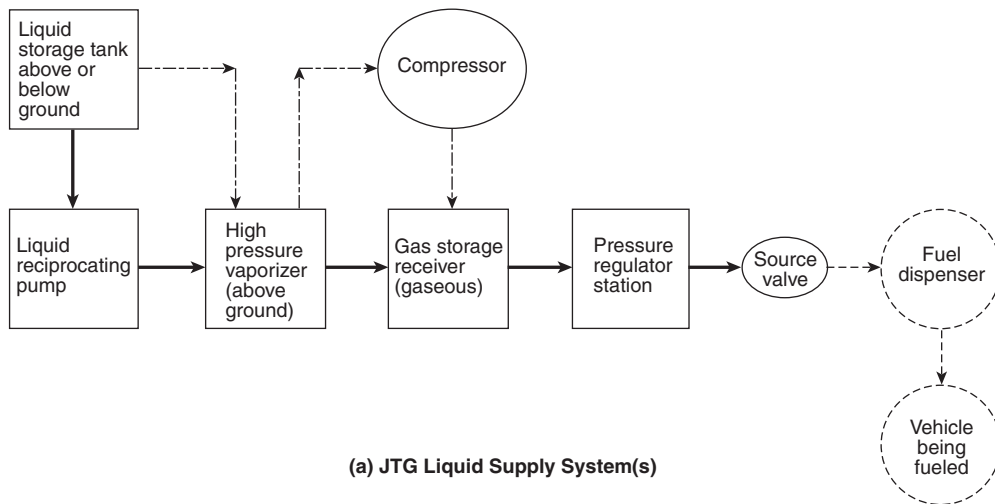 Liquid
storage tank
above or
below
ground
Compressor
Liquid
reciprocating
pump
High
pressure
vaporizer
(above
ground)
Gas storage
receiver
(gaseous)
Pressure
regulator
station
Source
valve
Fuel
dispenser
Vehicle
being
fueled
(a) JTG Liquid Supply System(s)